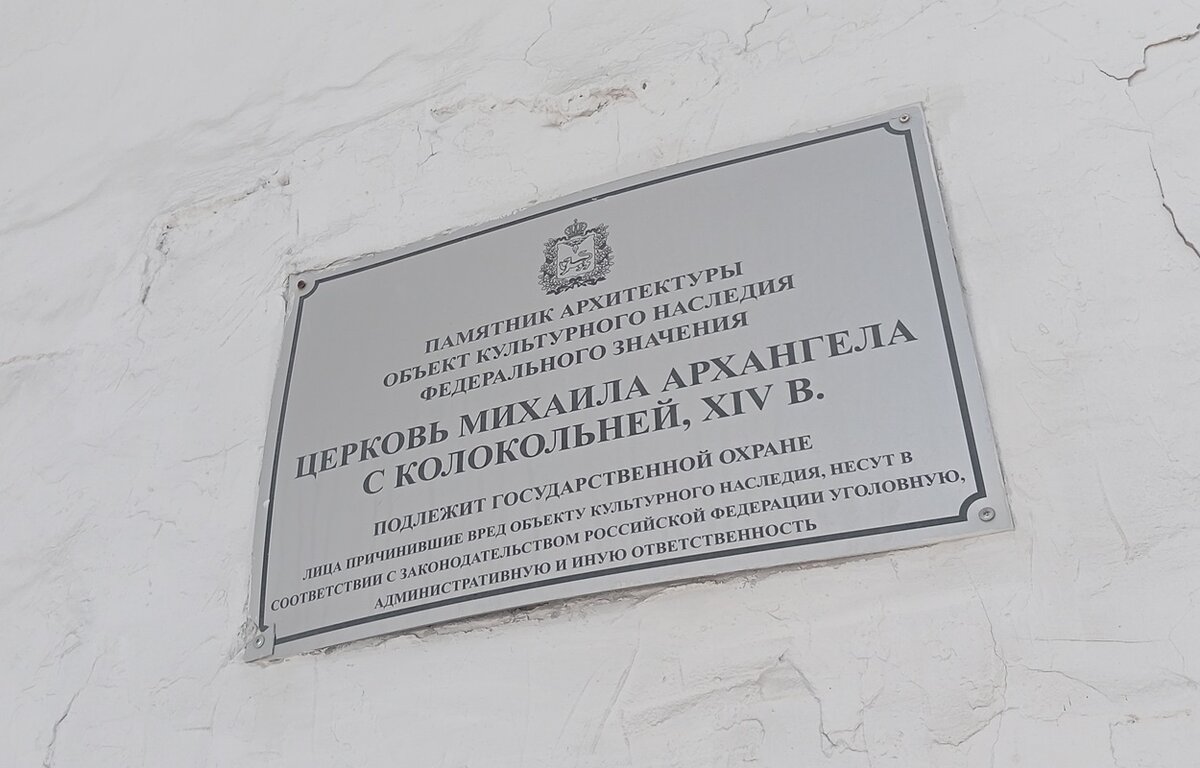 ПАМЯТНИК АРХИТЕКТУРЫ
ОБЪЕКТ КУЛЬТУРНОГО НАСЛЕДИЯ
ФЕДЕРАЛЬНОГО ЗНАЧЕНИЯ
ЦЕРКОВЬ МИХАИЛА АРХАНГЕЛА
С КОЛОКОЛЬНЕЙ, XIV В.
ПОДЛЕЖИТ ГОСУДАРСТВЕННОЙ ОХРАНЕ
ЛИЦА ПРИЧИНИВШИЕ ВРЕД ОБЪЕКТУ КУЛЬТУРНОГО НАСЛЕДИЯ, НЕСУТ В
СООТВЕТСТВИИ С ЗАКОНОДАТЕЛЬСТВОМ РОССИЙСКОЙ ФЕДЕРАЦИИ УГОЛОВНУЮ,
АДМИНИСТРАТИВНУЮ И ИНУЮ ОТВЕТСТВЕННОСТЬ